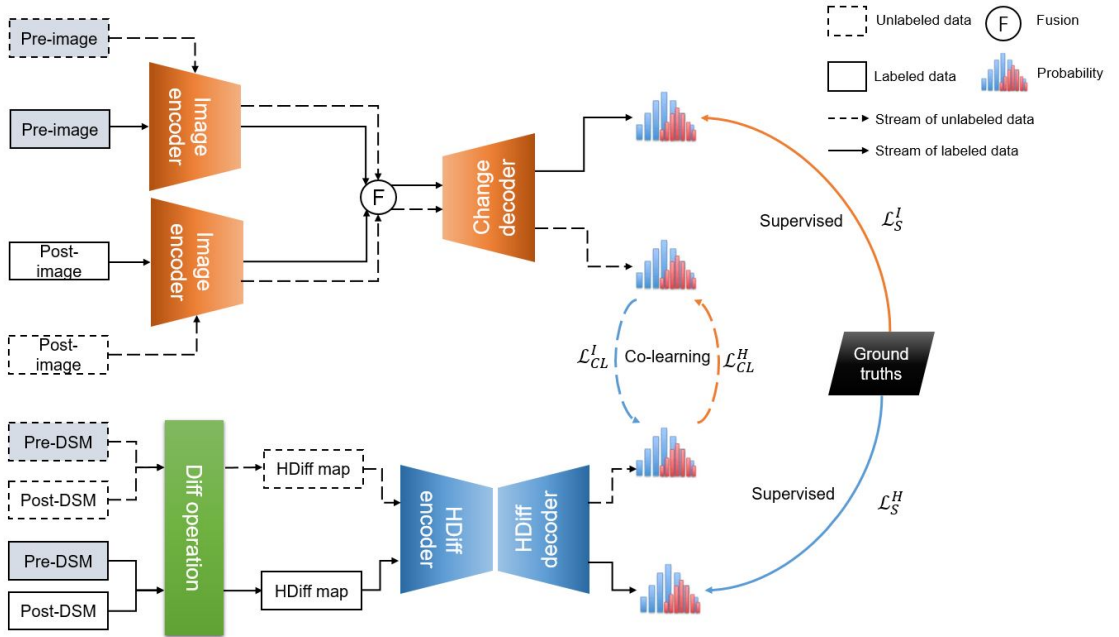 Pre-image
Unlabeled data
F
Fusion
Pre-image
Image
encoder
Labeled data
Probability
Stream of unlabeled data
Stream of labeled data
F
Change
decoder
Supervised
ℒ_S^I
Post-
image
Image
encoder
Post-
image
ℒ_CL^I
Co-learning
ℒ_CL^H
Ground
truths
Pre-DSM
Post-DSM
Diff operation
HDiff map
HDiff
encoder
HDiff
decoder
Supervised
ℒ_S^H
Pre-DSM
Post-DSM
HDiff map